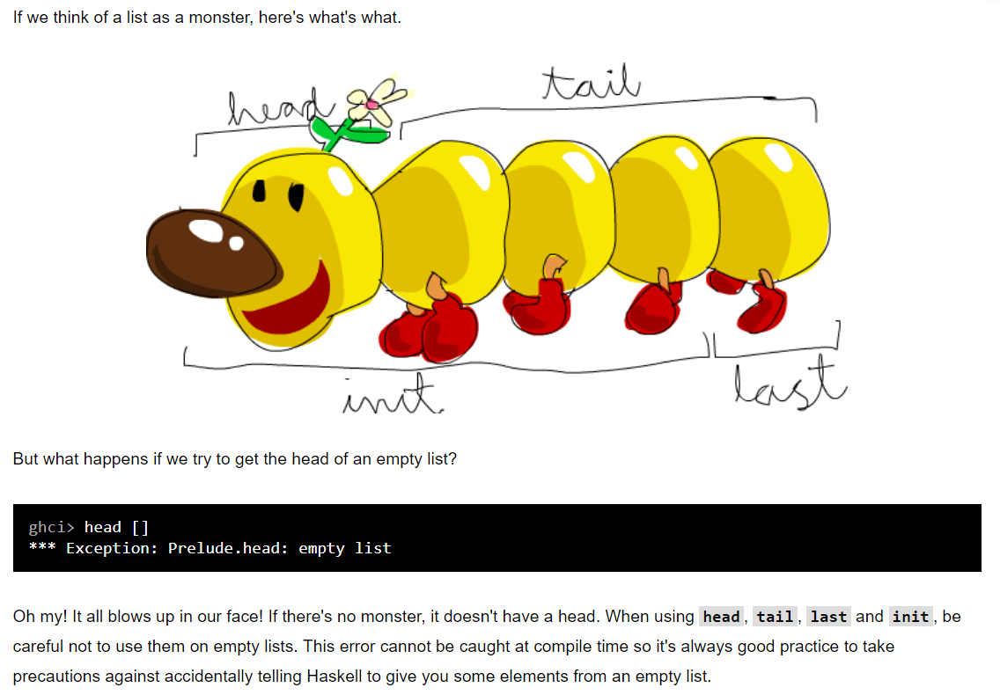 If we think of a list as a monster, here's what's what.
head
tail
init
last
But what happens if we try to get the head of an empty list?
ghci> head []
*** Exception: Prelude.head: empty list
Oh my! It all blows up in our face! If there's no monster, it doesn't have a head. When using head, tail, last and init, be
careful not to use them on empty lists. This error cannot be caught at compile time so it's always good practice to take
precautions against accidentally telling Haskell to give you some elements from an empty list.